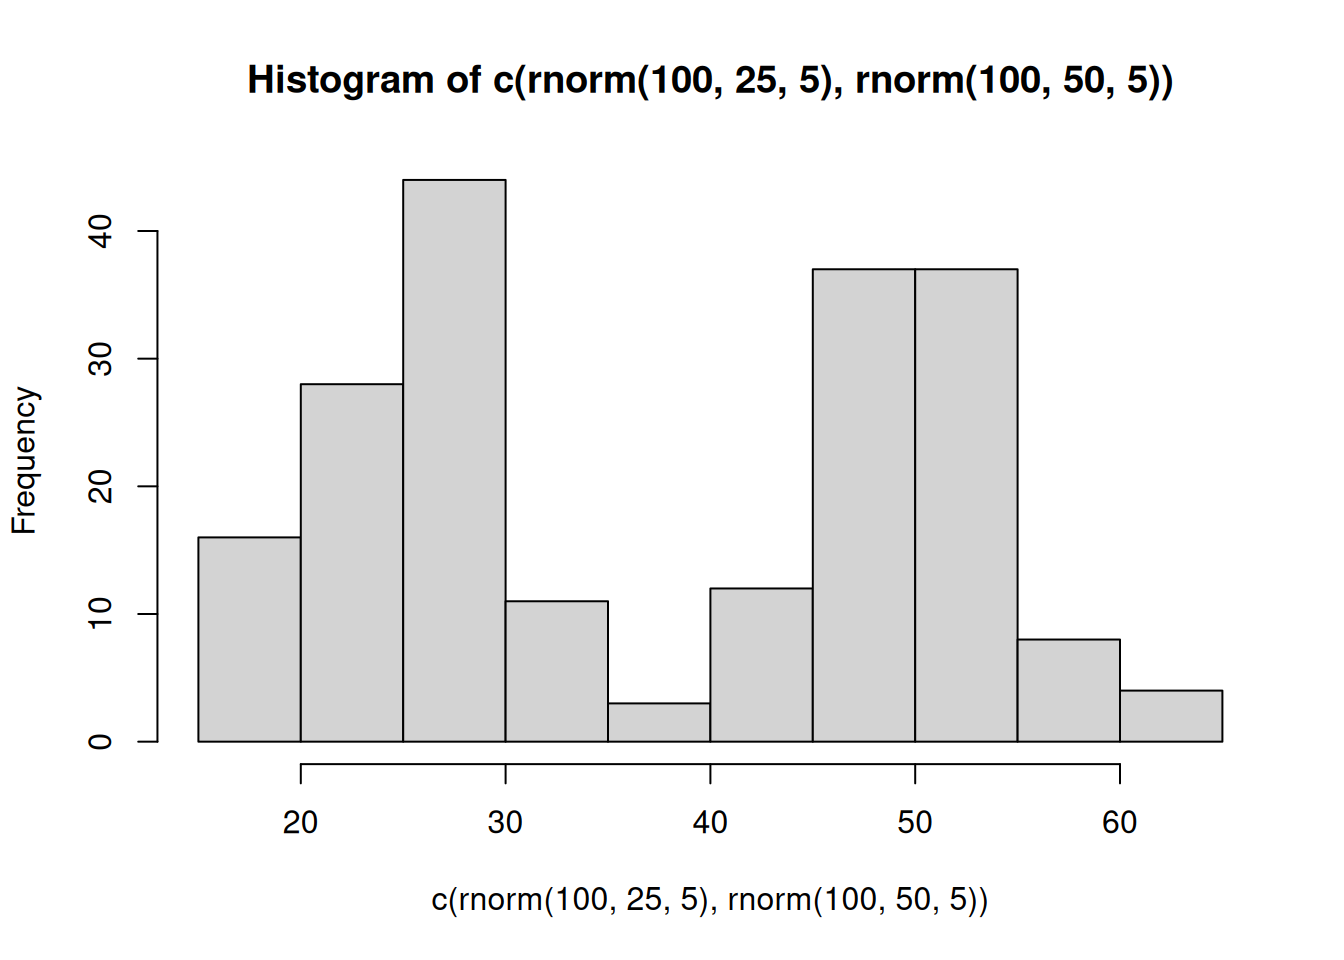 Histogram of c(rnorm(100, 25, 5), rnorm(100, 50, 5))
Frequency
40
30
20
10
0
20 30 40 50 60
c(rnorm(100, 25, 5), rnorm(100, 50, 5))